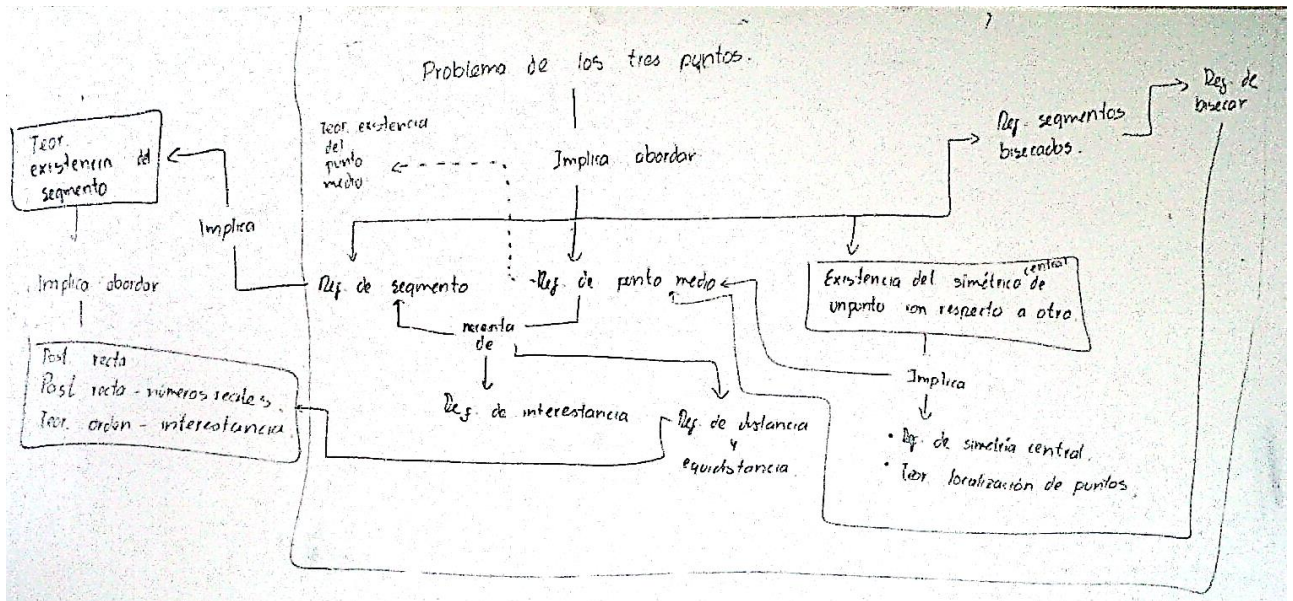 Problema de los tres puntos.
Implica abordar
Teor. existencia
del
punto
medio
Teor.
existencia del
segmento
Implica
Implica abordar
Post. recta
Post recta - números reales.
Teor. orden - interestancia.
Def. de segmento
Def. de punto medio
necesita
de
Def. de interestancia
Def. de distancia
y
equidistancia
Def. segmentos
bisecados.
Def. de
bisecar
Existencia del simétrico central de
un punto con respecto a otro.
Implica
• Def. de simetría central.
• Teor localización de puntos.